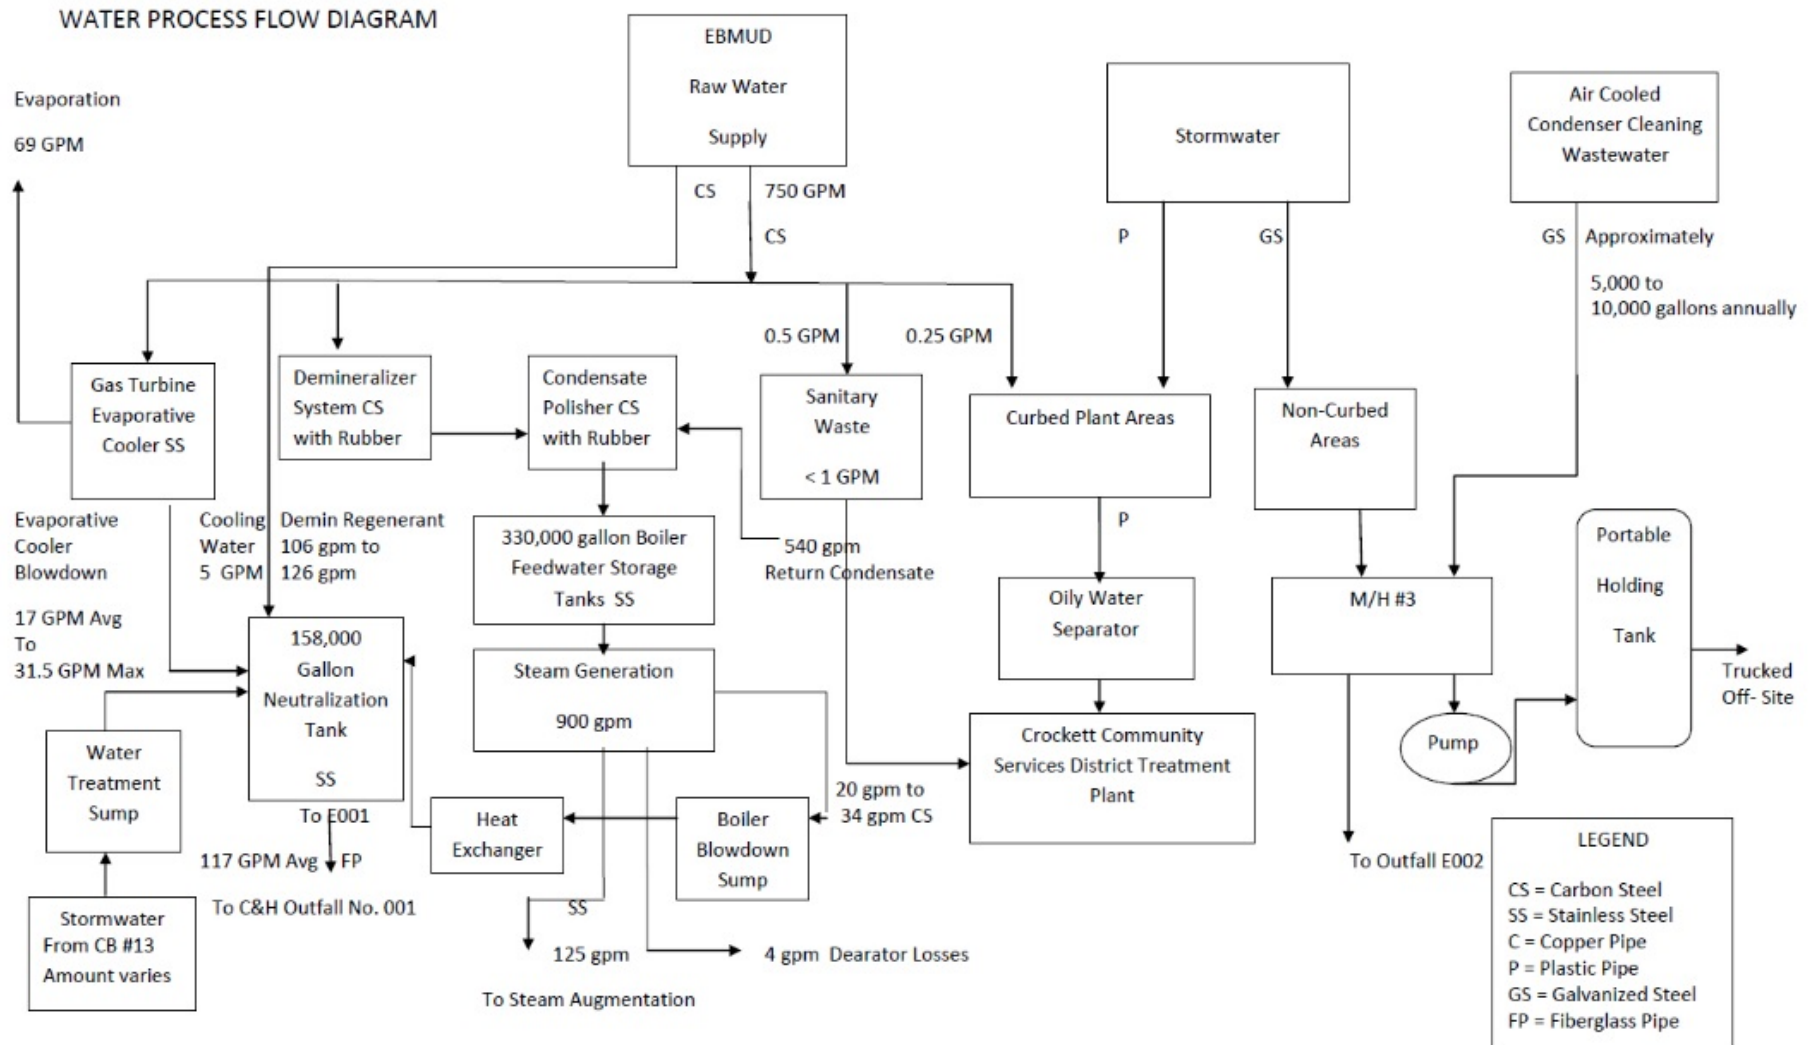 WATER PROCESS FLOW DIAGRAM
EBMUD
Raw Water
Supply
Stormwater
Air Cooled
Condenser Cleaning
Wastewater
Evaporation
69 GPM
CS
750 GPM
CS
P
GS
GS
Approximately
5,000 to
10,000 gallons annually
0.5 GPM
0.25 GPM
Gas Turbine
Evaporative
Cooler SS
Demineralizer
System CS
with Rubber
Condensate
Polisher CS
with Rubber
Sanitary
Waste
< 1 GPM
Curbed Plant Areas
Non-Curbed
Areas
Evaporative
Cooler
Blowdown
17 GPM Avg
To
31.5 GPM Max
Cooling
Water
5 GPM
Demin Regenerant
106 gpm to
126 gpm
330,000 gallon Boiler
Feedwater Storage
Tanks SS
540 gpm
Return Condensate
P
Portable
Holding
Tank
Oily Water
Separator
M/H #3
158,000
Gallon
Neutralization
Tank
SS
Steam Generation
900 gpm
Trucked
Off- Site
Water
Treatment
Sump
Crockett Community
Services District Treatment
Plant
Pump
To E001
Heat
Exchanger
Boiler
Blowdown
Sump
20 gpm to
34 gpm CS
117 GPM Avg
FP
To C&H Outfall No. 001
To Outfall E002
Stormwater
From CB #13
Amount varies
SS
125 gpm
To Steam Augmentation
4 gpm Dearator Losses
LEGEND
CS = Carbon Steel
SS = Stainless Steel
C = Copper Pipe
P = Plastic Pipe
GS = Galvanized Steel
FP = Fiberglass Pipe